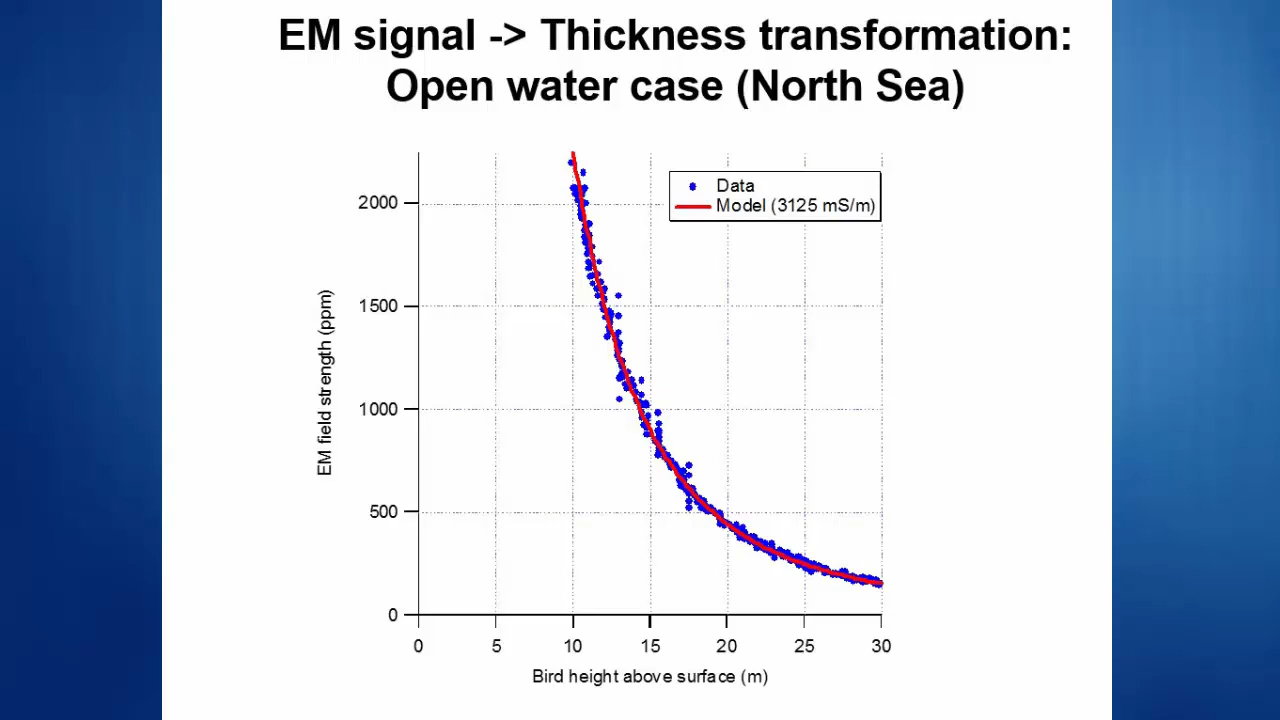 EM signal -> Thickness transformation:
Open water case (North Sea)
Data
Model (3125 mS/m)
EM field strength (ppm)
2000
1500
1000
500
0
0 5 10 15 20 25 30
Bird height above surface (m)